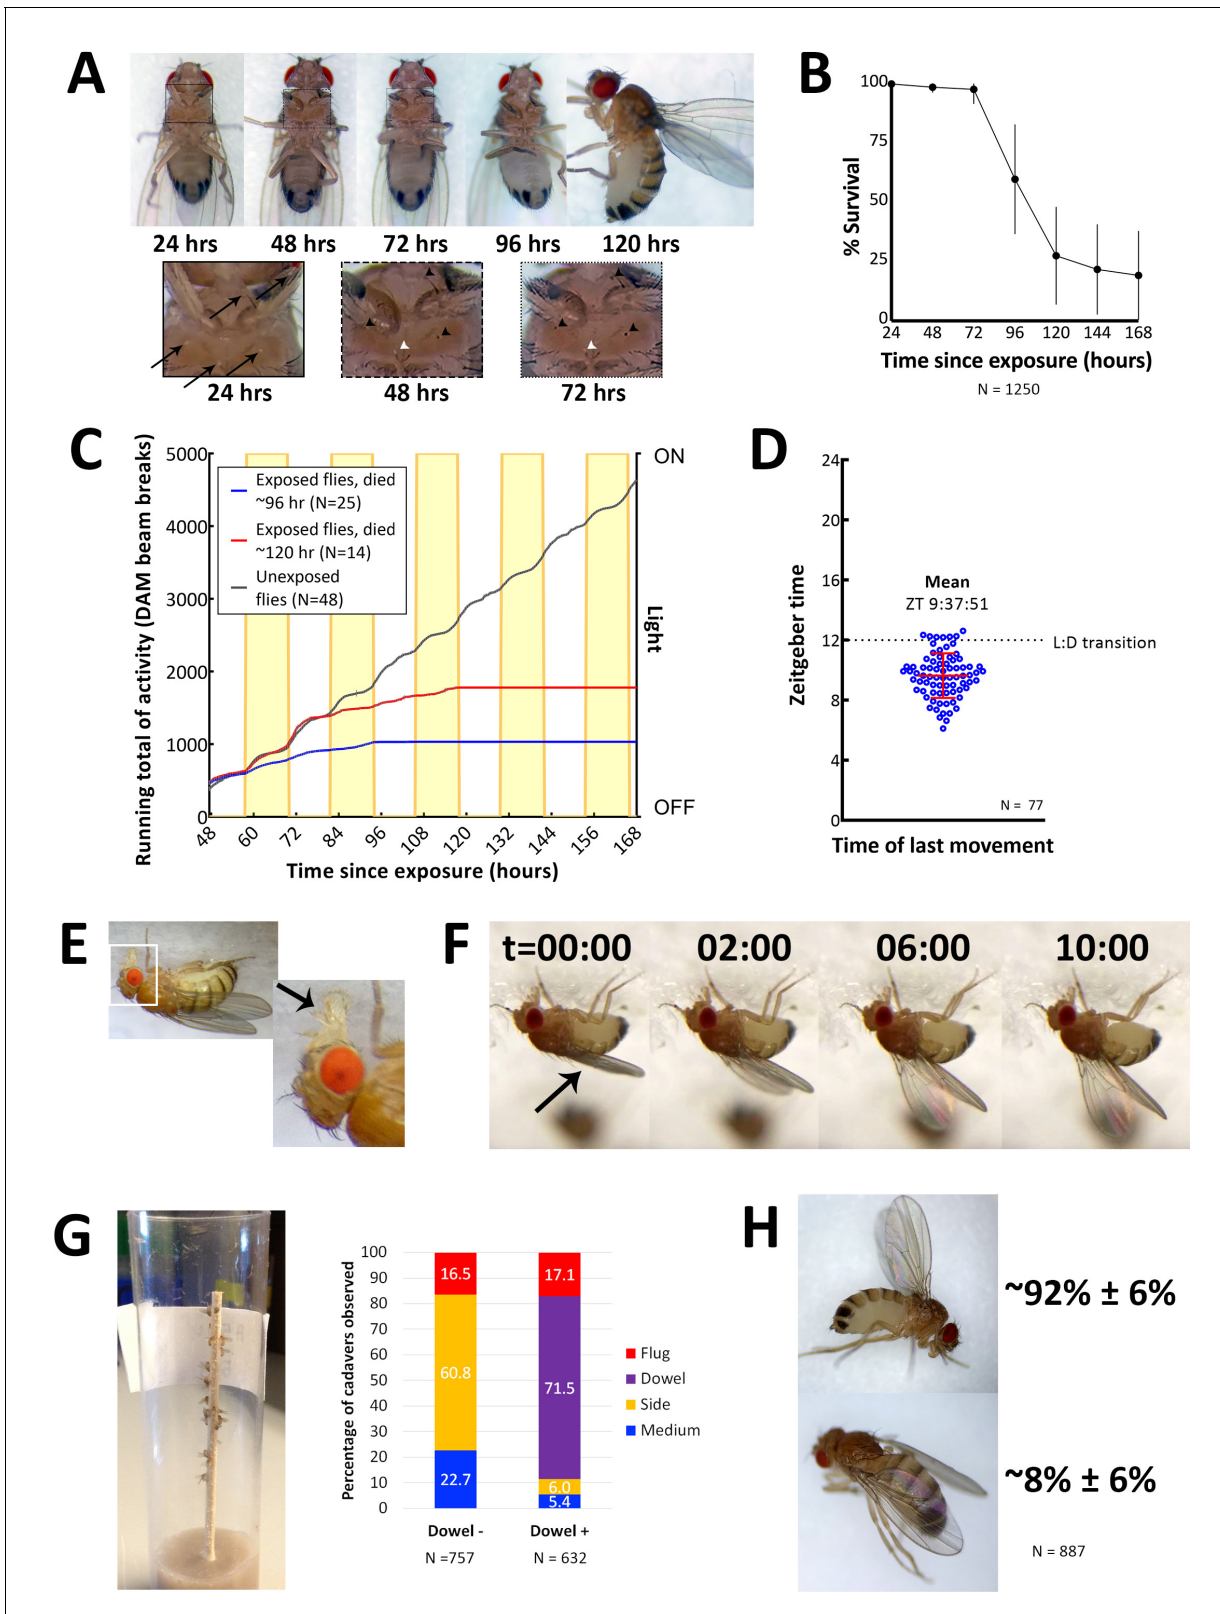 A
24 hrs
48 hrs
72 hrs
96 hrs
120 hrs
24 hrs
48 hrs
72 hrs
B
% Survival
100
75
50
25
0
24
48
72
96
120
144
168
Time since exposure (hours)
N = 1250
C
Running total of activity (DAM beam breaks)
5000
4000
3000
2000
1000
0
Exposed flies, died
~96 hr (N=25)
Exposed flies, died
~120 hr (N=14)
Unexposed
flies (N=48)
ON
Light
OFF
48
60
72
84
96
108
120
132
144
156
168
Time since exposure (hours)
D
Zeitgeber time
24
20
16
12
8
4
0
Mean
ZT 9:37:51
L:D transition
N = 77
Time of last movement
E
F
t=00:00
02:00
06:00
10:00
G
Percentage of cadavers observed
100
90
80
70
60
50
40
30
20
10
0
16.5
60.8
22.7
17.1
71.5
6.0
5.4
Flug
Dowel
Side
Medium
Dowel -
Dowel +
N =757
N = 632
H
~92% ± 6%
~8% ± 6%
N = 887